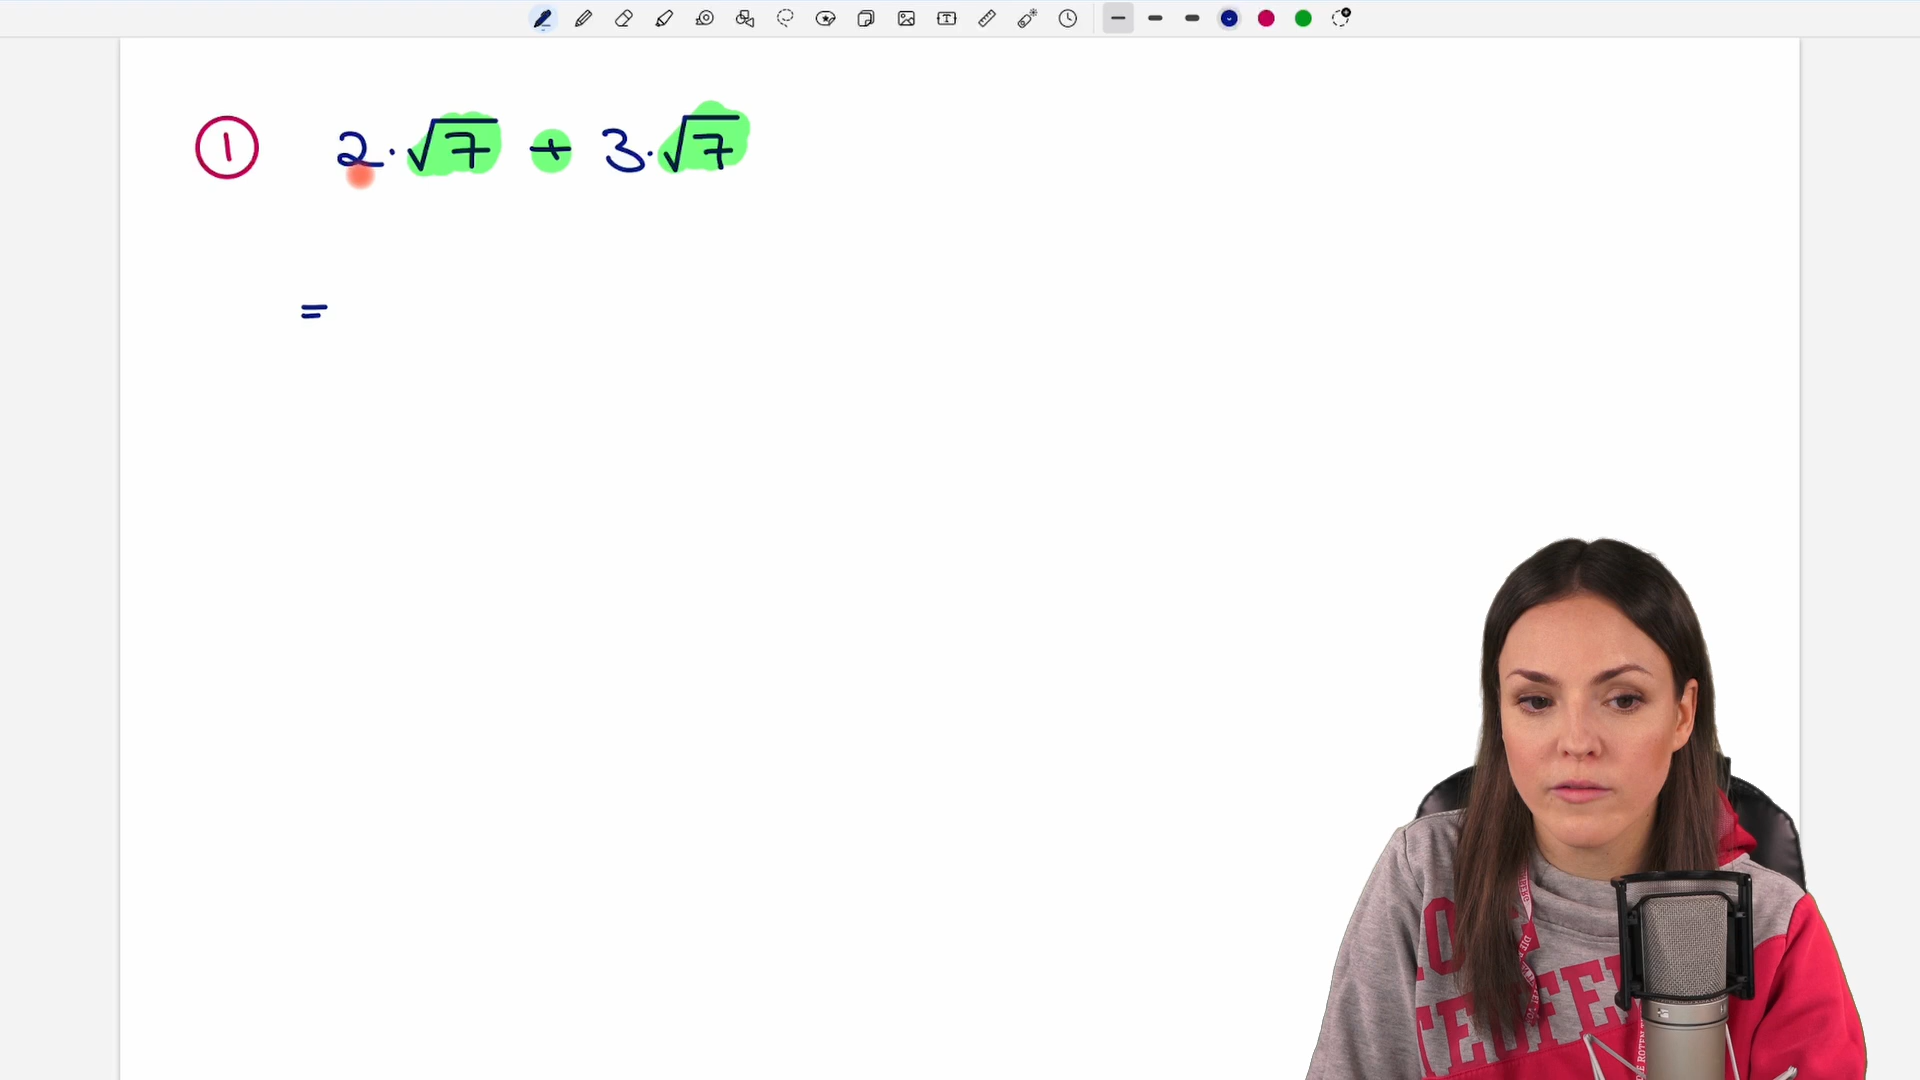 ① 2·√7 + 3·√7
=